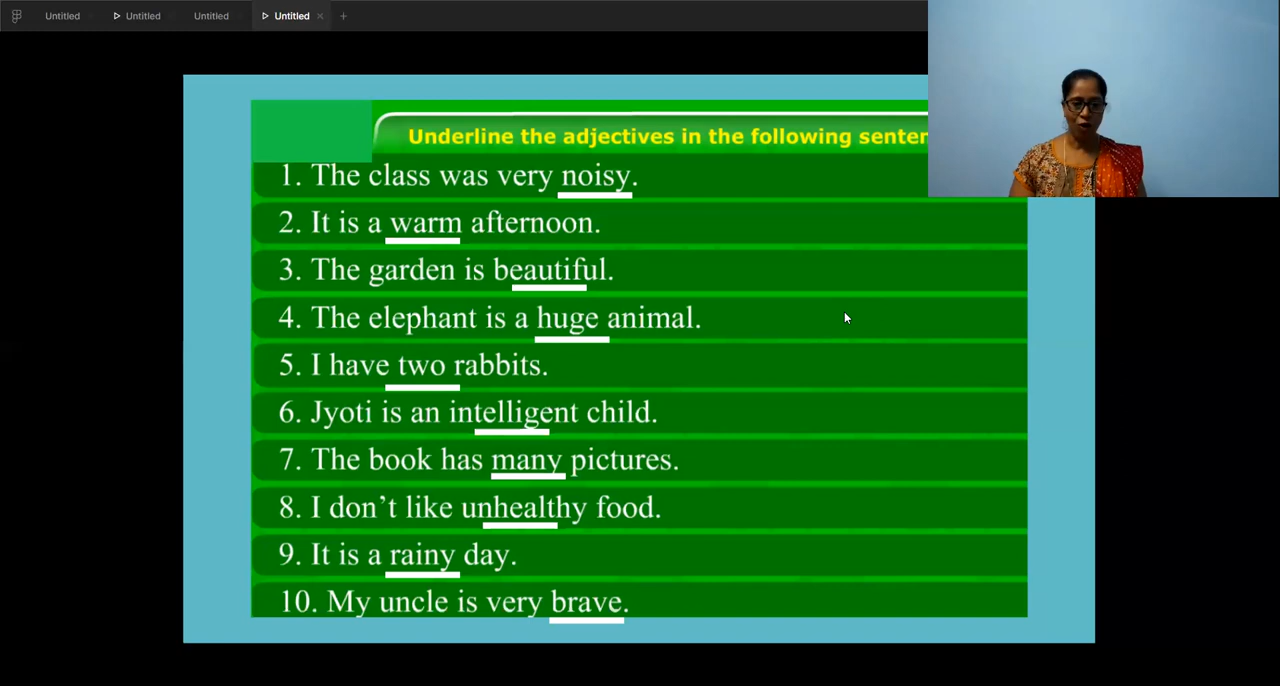 Untitled Untitled Untitled Untitled
Underline the adjectives in the following
1. The class was very noisy.
2. It is a warm afternoon.
3. The garden is beautiful.
4. The elephant is a huge animal.
5. I have two rabbits.
6. Jyoti is an intelligent child.
7. The book has many pictures.
8. I don’t like unhealthy food.
9. It is a rainy day.
10. My uncle is very brave.